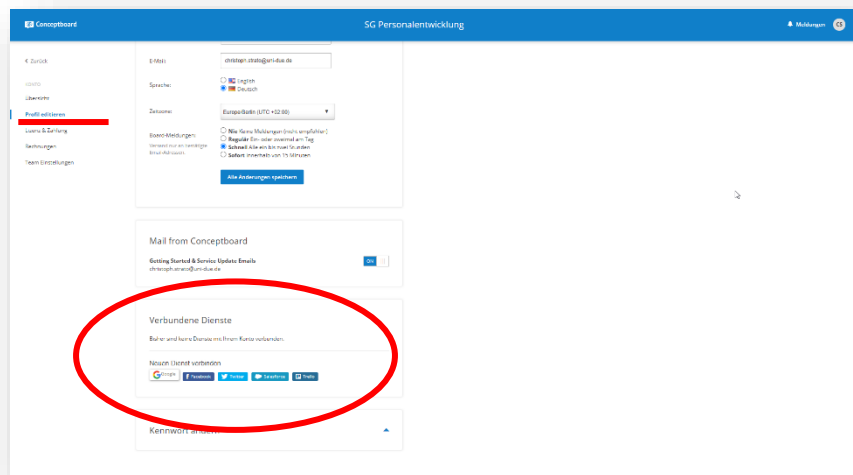 Conceptboard
SG Personalentwicklung
Meldungen
CS
Zurück
Übersicht
Profil editieren
Lizenz & Zahlung
Rechnungen
Team Einstellungen
E-Mail:
christoph.strato@uni-due.de
Sprache:
English
Deutsch
Zeitzone:
Europe/Berlin (UTC +02:00)
Board-Meldungen:
Nie Keine Meldungen (nicht empfohlen)
Regulär Ein- oder zweimal am Tag
Schnell Alle ein bis zwei Stunden
Sofort Innerhalb von 15 Minuten
Alle Änderungen speichern
Mail from Conceptboard
Getting Started & Service Update Emails
christoph.strato@uni-due.de
ON
Verbundene Dienste
Bisher sind keine Dienste mit Ihrem Konto verbunden.
Neuen Dienst verbinden
Google
Facebook
Twitter
Salesforce
Trello
Kennwort ändern